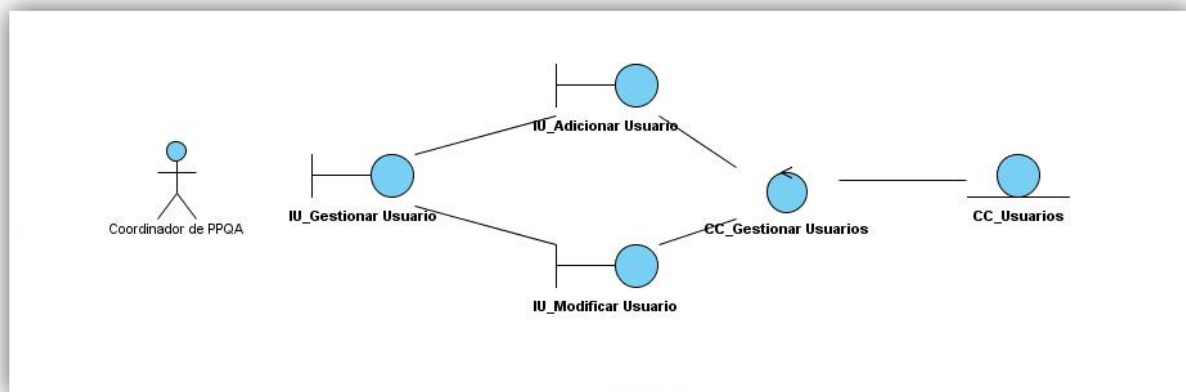 IU_Adicionar Usuario
Coordinador de PPQA
IU_Gestionar Usuario
CC_Gestionar Usuarios
CC_Usuarios
IU_Modificar Usuario